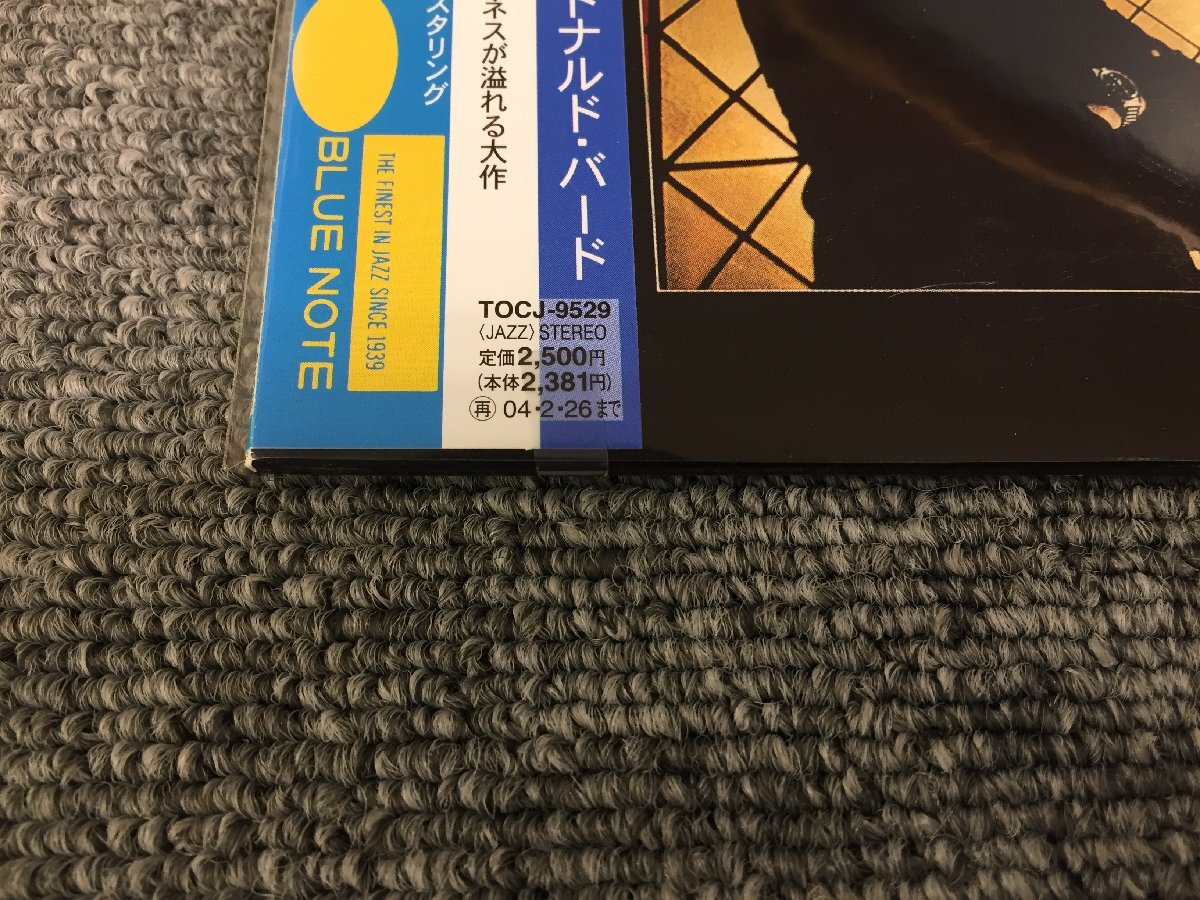 ドナルド・バード
ネスが溢れる大作
スタリング
BLUE NOTE
THE FINEST IN JAZZ SINCE 1939
TOCJ-9529
〈JAZZ〉STEREO
定価2,500円
(本体2,381円)
再 04・2・26まで